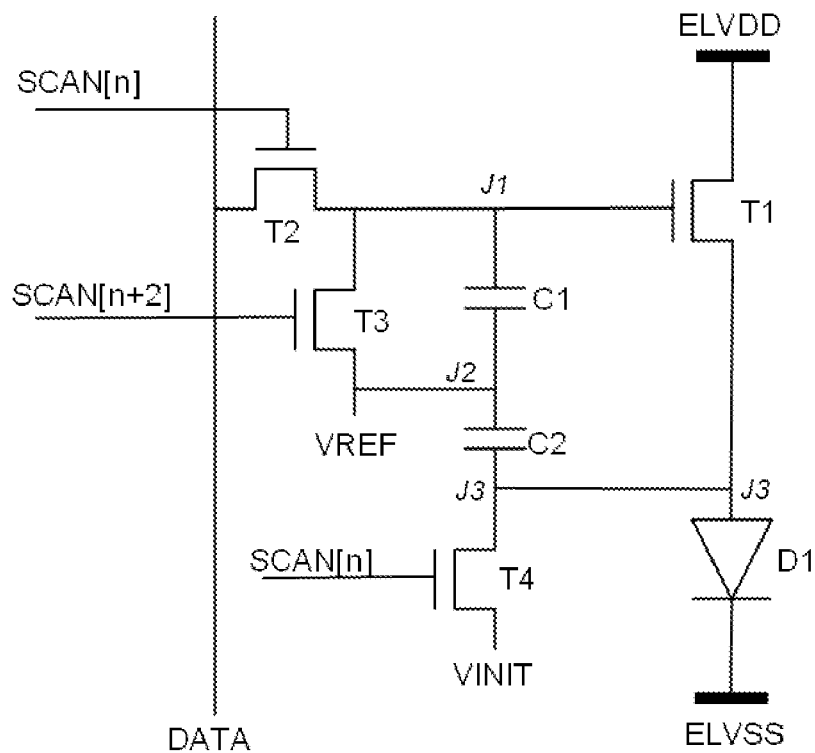 ELVDD
SCAN[n]
J1
T1
T2
SCAN[n+2]
C1
T3
J2
VREF
C2
J3
J3
SCAN[n]
T4
D1
VINIT
DATA
ELVSS